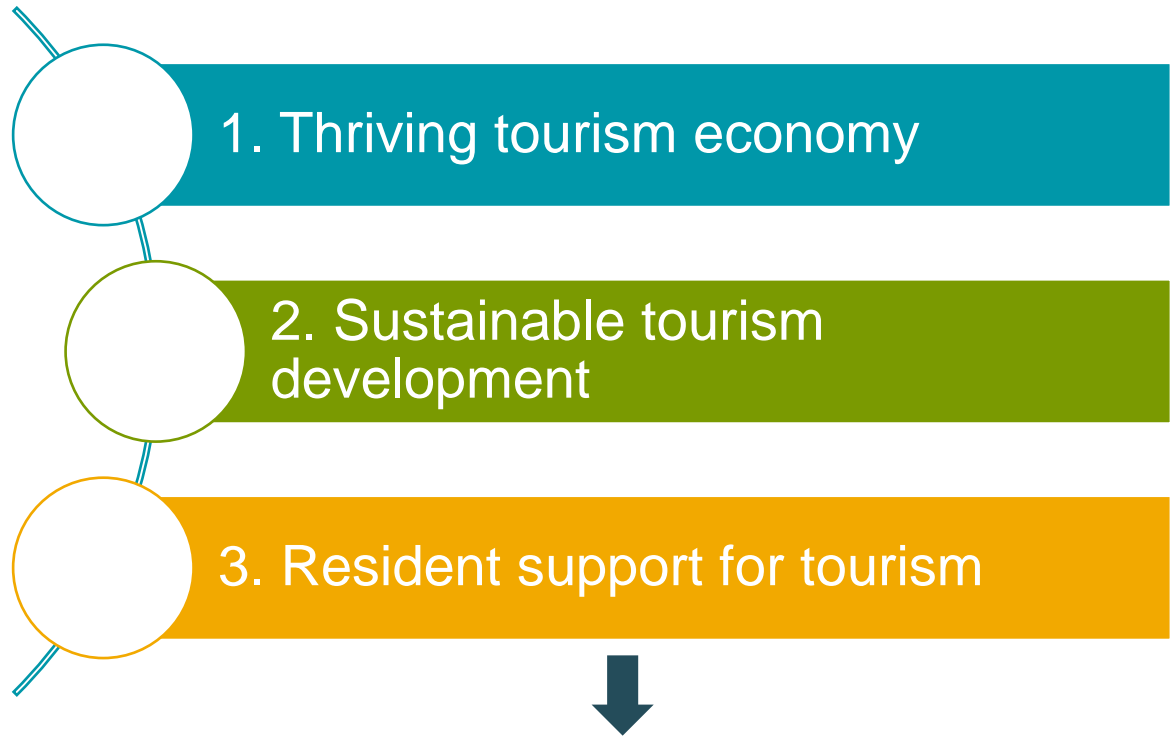 1. Thriving tourism economy
2. Sustainable tourism
development
3. Resident support for tourism